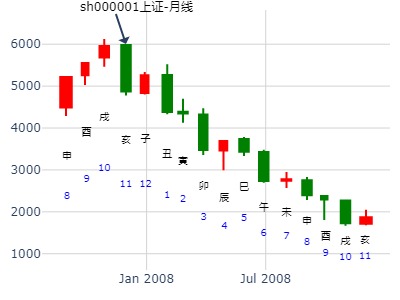 sh000001上证-月线
6000
5000
4000
3000
2000
1000
申
酉
戌
亥
子
丑
寅
卯
辰
巳
午
未
申
酉
戌
亥
8
9
10
11
12
1
2
3
4
5
6
7
8
9
10
11
Jan 2008
Jul 2008